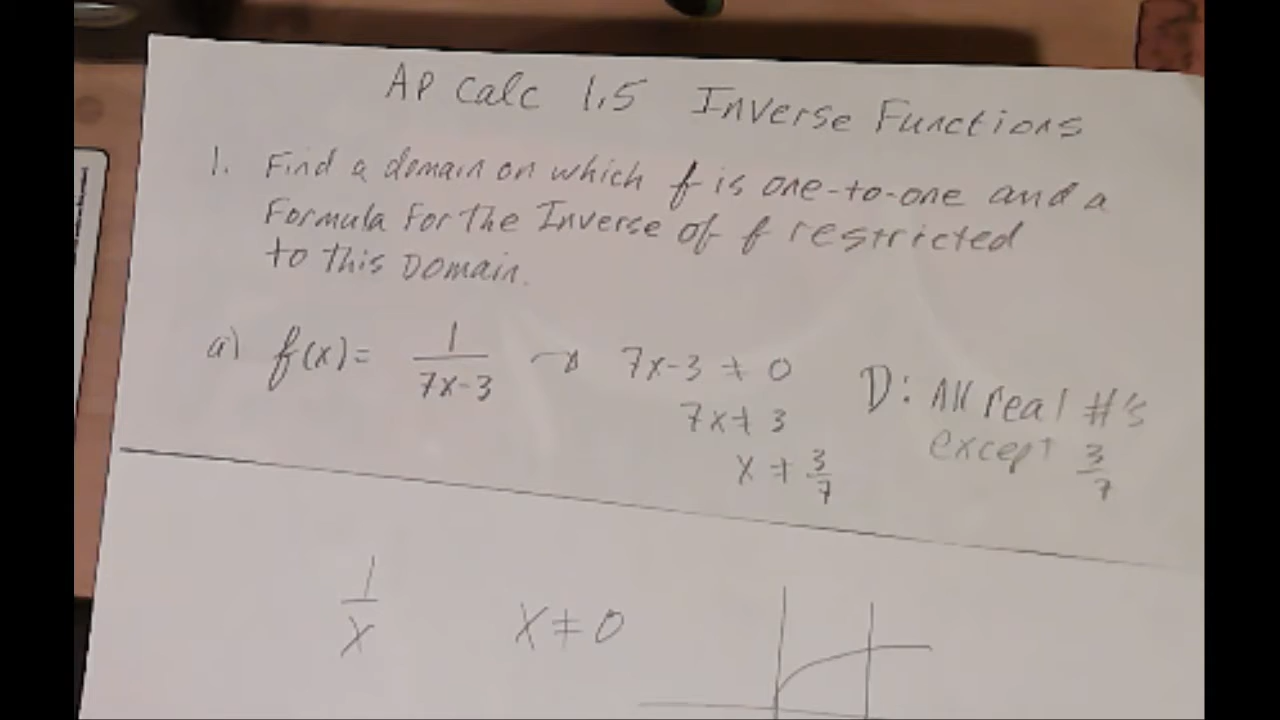 AP Calc 1.5 Inverse Functions
1. Find a domain on which f is one-to-one and a
Formula For the Inverse of f restricted
to this Domain.
a) f(x)= 1/(7x-3) → 7x-3 ≠ 0 D: All real #'s
7x ≠ 3 except 3/7
x ≠ 3/7
1/x x ≠ 0